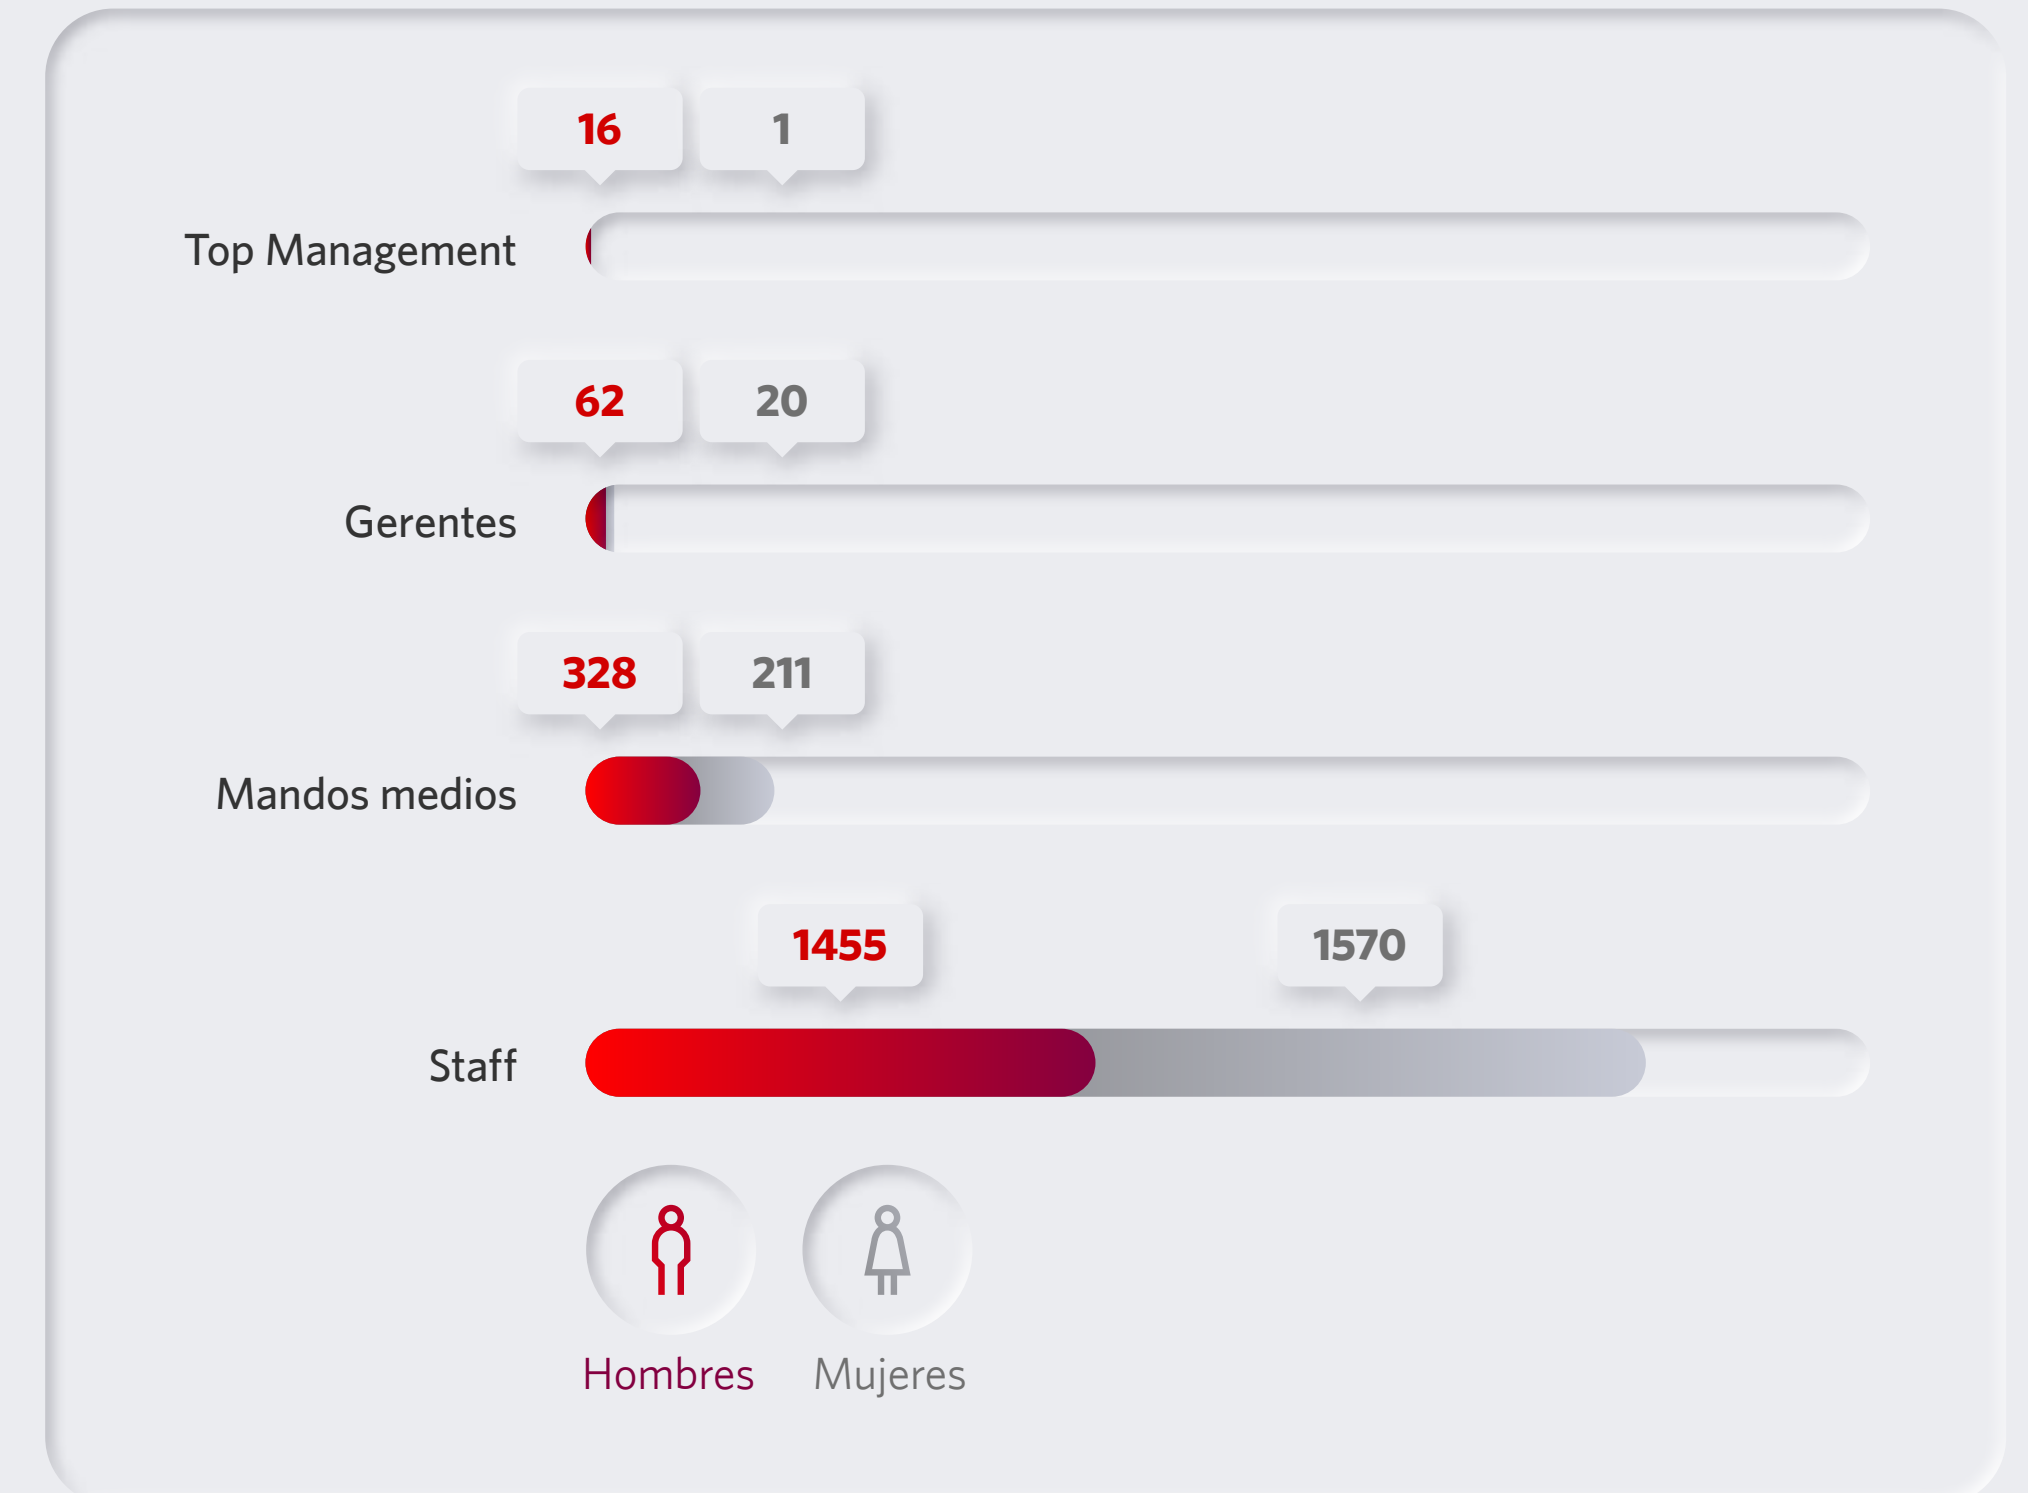 16 1
Top Management
62 20
Gerentes
328 211
Mandos medios
1455 1570
Staff
Hombres Mujeres